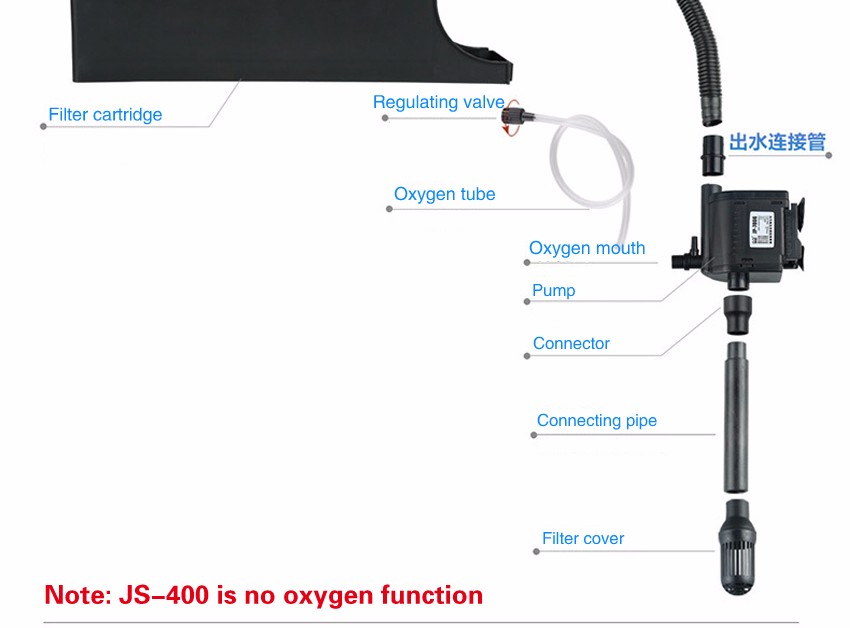 Filter cartridge
Regulating valve
出水连接管
Oxygen tube
Oxygen mouth
Pump
Connector
Connecting pipe
Filter cover
Note: JS-400 is no oxygen function